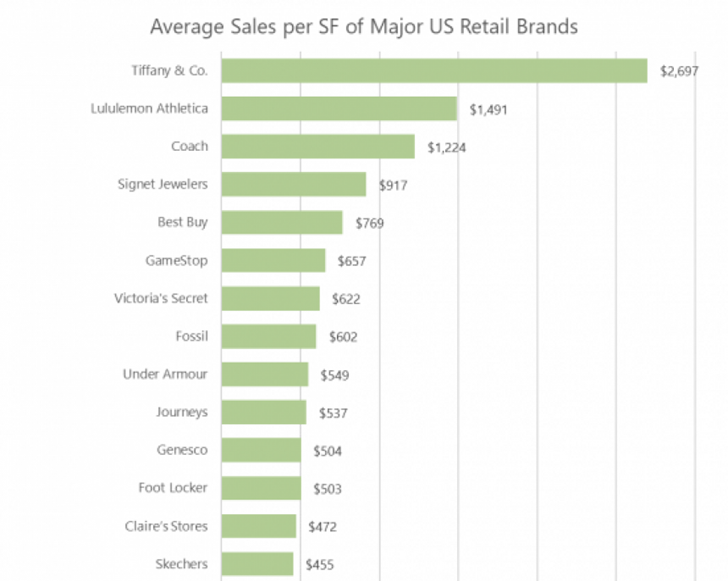 Average Sales per SF of Major US Retail Brands
Tiffany & Co. $2,697
Lululemon Athletica $1,491
Coach $1,224
Signet Jewelers $917
Best Buy $769
GameStop $657
Victoria's Secret $622
Fossil $602
Under Armour $549
Journeys $537
Genesco $504
Foot Locker $503
Claire's Stores $472
Skechers $455